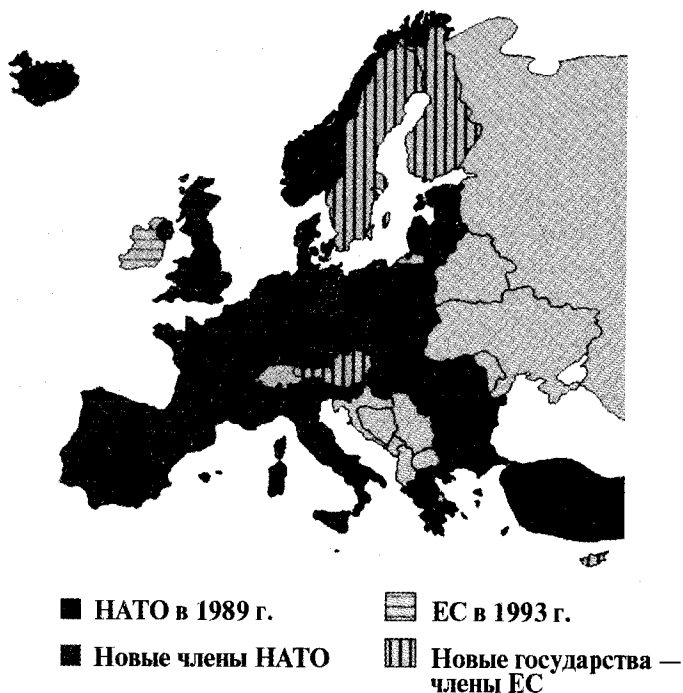 НАТО в 1989 г.
Новые члены НАТО
ЕС в 1993 г.
Новые государства —
члены ЕС